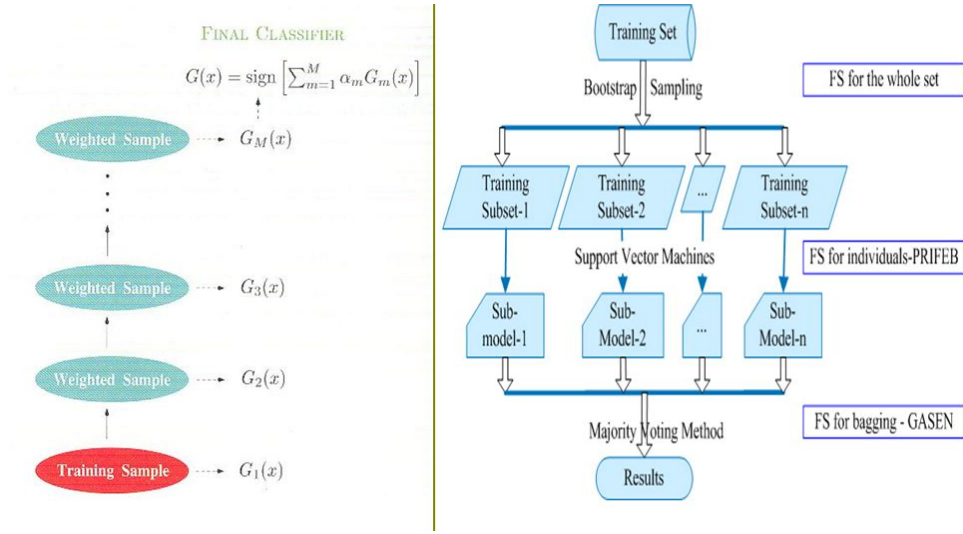 FINAL CLASSIFIER
G(x) = sign [∑_{m=1}^{M} α_m G_m(x)]
Weighted Sample
G_M(x)
Weighted Sample
G_3(x)
Weighted Sample
G_2(x)
Training Sample
G_1(x)
Training Set
Bootstrap Sampling
FS for the whole set
Training
Subset-1
Training
Subset-2
...
Training
Subset-n
Support Vector Machines
FS for individuals-PRIFEB
Sub-
model-1
Sub-
Model-2
...
Sub-
Model-n
Majority Voting Method
FS for bagging - GASEN
Results